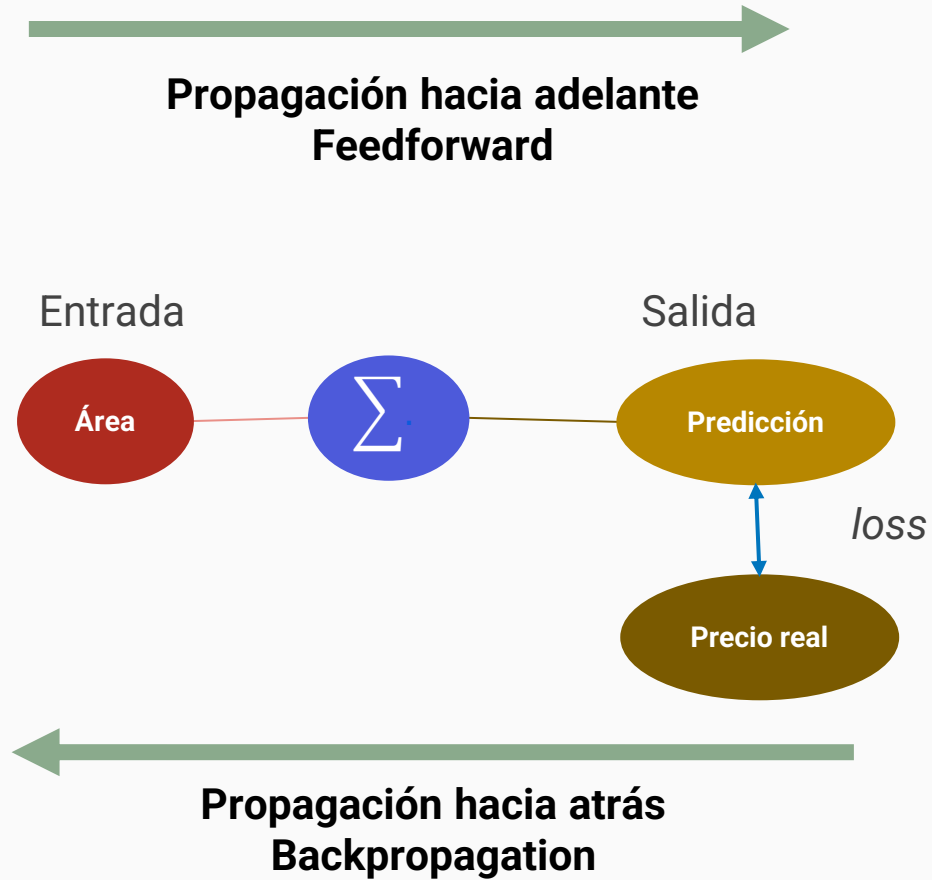 Propagación hacia adelante
Feedforward
Entrada
Salida
Área
∑
Predicción
loss
Precio real
Propagación hacia atrás
Backpropagation